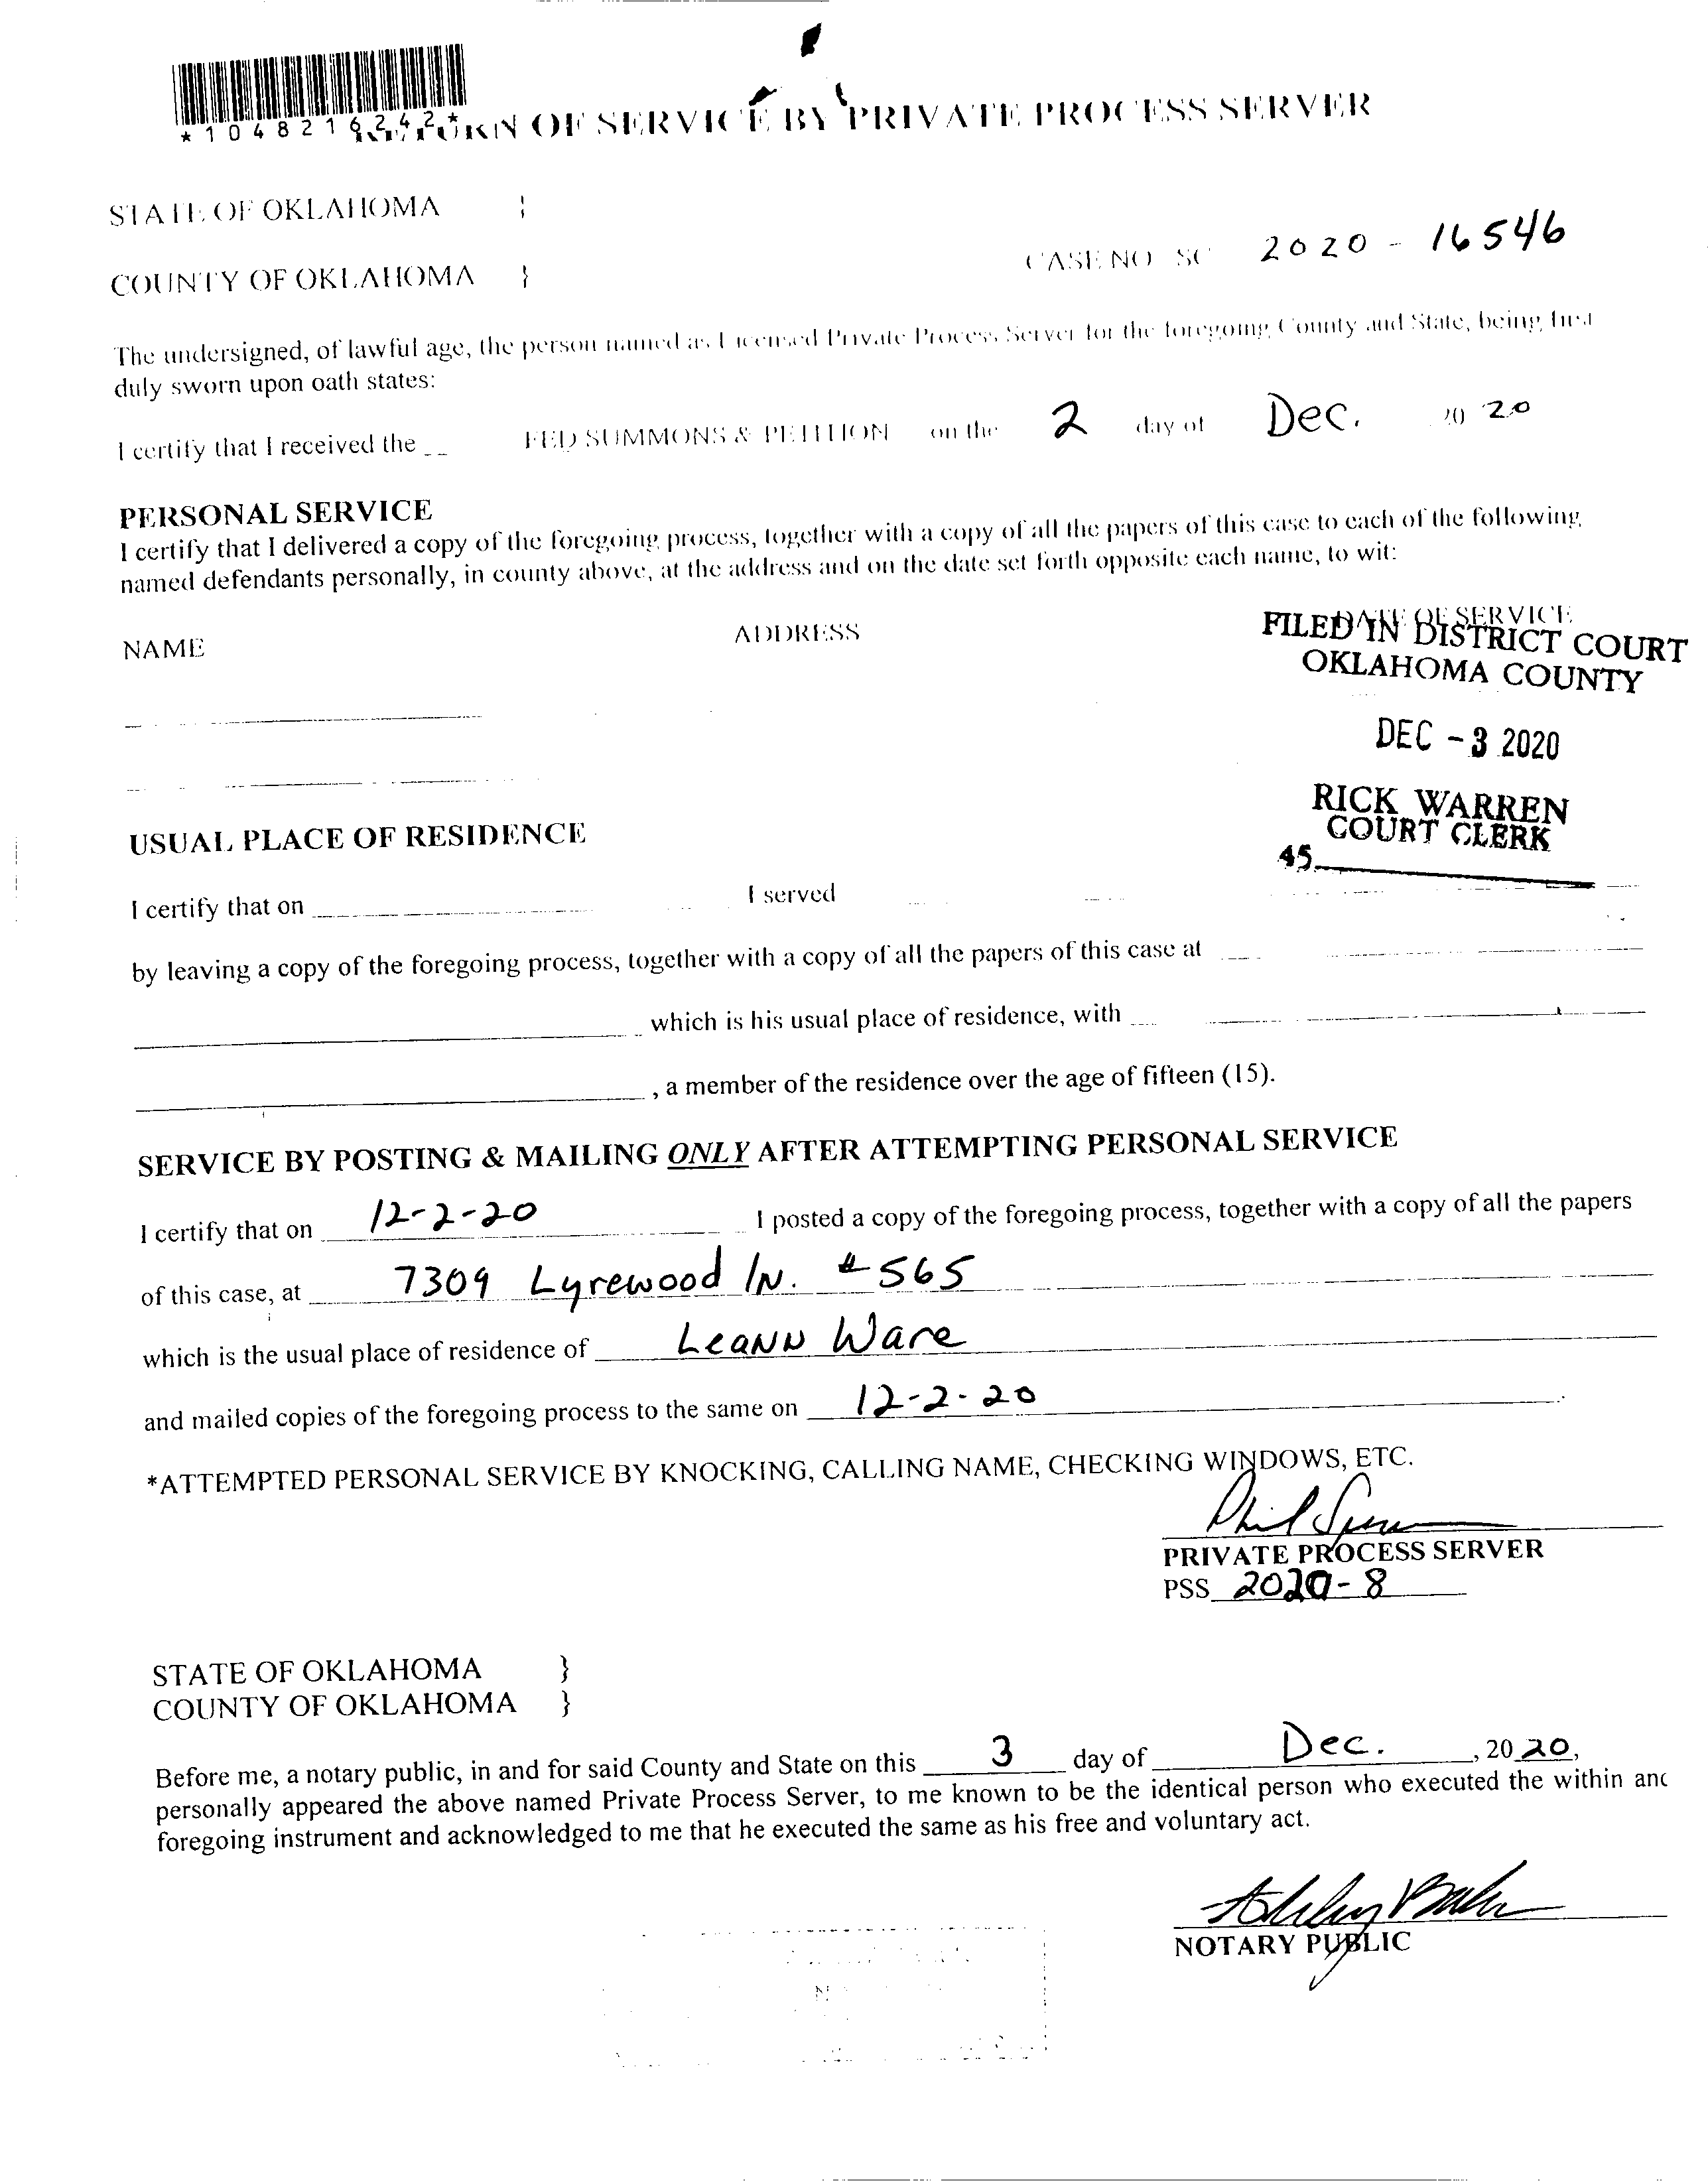 *1048216242*
RETURN OF SERVICE BY PRIVATE PROCESS SERVER
STATE OF OKLAHOMA }
CASE NO SC 2020 - 16546
COUNTY OF OKLAHOMA }
The undersigned, of lawful age, the person named as Licensed Private Process Server for the foregoing County and State, being first
duly sworn upon oath states:
I certify that I received the FED SUMMONS & PETITION on the 2 day of Dec. 20 20
PERSONAL SERVICE
I certify that I delivered a copy of the foregoing process, together with a copy of all the papers of this case to each of the following
named defendants personally, in county above, at the address and on the date set forth opposite each name, to wit:
NAME ADDRESS DATE OF SERVICE
FILED IN DISTRICT COURT
OKLAHOMA COUNTY
DEC - 3 2020
RICK WARREN
COURT CLERK
45
USUAL PLACE OF RESIDENCE
I certify that on I served
by leaving a copy of the foregoing process, together with a copy of all the papers of this case at
which is his usual place of residence, with
, a member of the residence over the age of fifteen (15).
SERVICE BY POSTING & MAILING ONLY AFTER ATTEMPTING PERSONAL SERVICE
I certify that on 12-2-20 I posted a copy of the foregoing process, together with a copy of all the papers
of this case, at 7309 Lyrewood ln. #565
which is the usual place of residence of Leann Ware
and mailed copies of the foregoing process to the same on 12-2-20
*ATTEMPTED PERSONAL SERVICE BY KNOCKING, CALLING NAME, CHECKING WINDOWS, ETC.
PRIVATE PROCESS SERVER
PSS 2020-8
STATE OF OKLAHOMA }
COUNTY OF OKLAHOMA }
Before me, a notary public, in and for said County and State on this 3 day of Dec. , 20 20,
personally appeared the above named Private Process Server, to me known to be the identical person who executed the within and
foregoing instrument and acknowledged to me that he executed the same as his free and voluntary act.
NOTARY PUBLIC